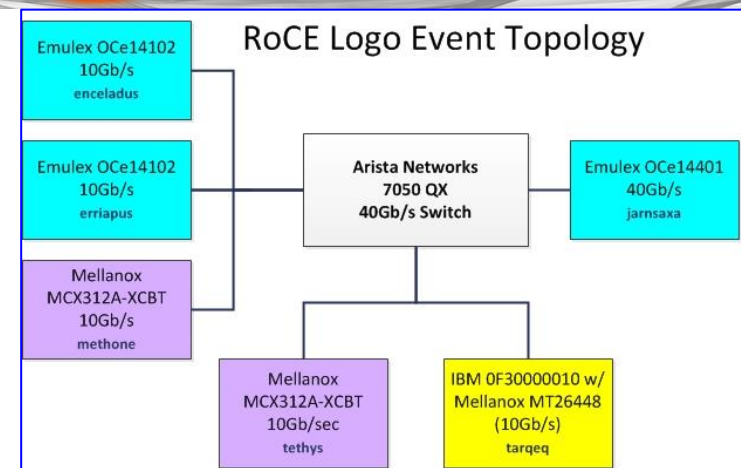 RoCE Logo Event Topology
Emulex OCe14102
10Gb/s
enceladus
Emulex OCe14102
10Gb/s
erriapus
Mellanox
MCX312A-XCBT
10Gb/s
methone
Arista Networks
7050 QX
40Gb/s Switch
Emulex OCe14401
40Gb/s
jarnsaxa
Mellanox
MCX312A-XCBT
10Gb/sec
tethys
IBM 0F30000010 w/
Mellanox MT26448
(10Gb/s)
tarqeq